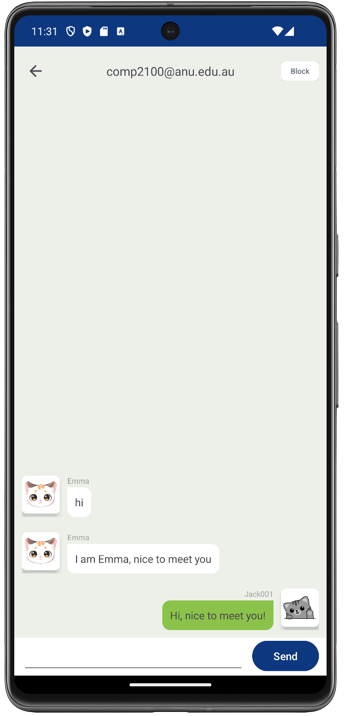 11:31
comp2100@anu.edu.au
Block
Emma
hi
Emma
I am Emma, nice to meet you
Jack001
Hi, nice to meet you!
Send